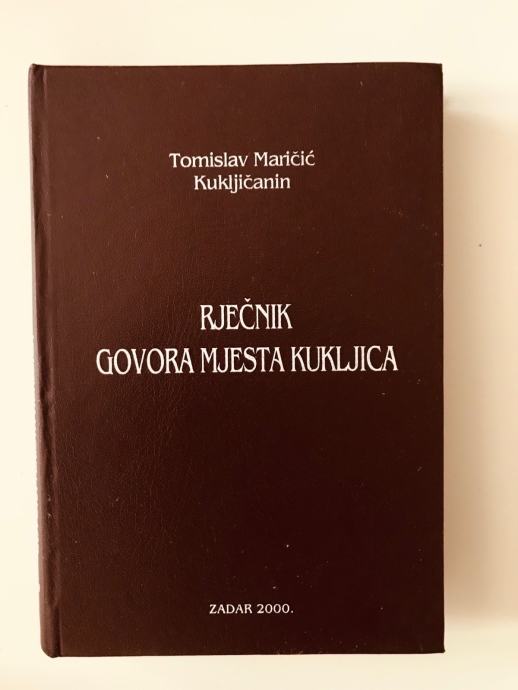 Tomislav Maričić
Kukljičanin
RJEČNIK
GOVORA MJESTA KUKLJICA
ZADAR 2000.